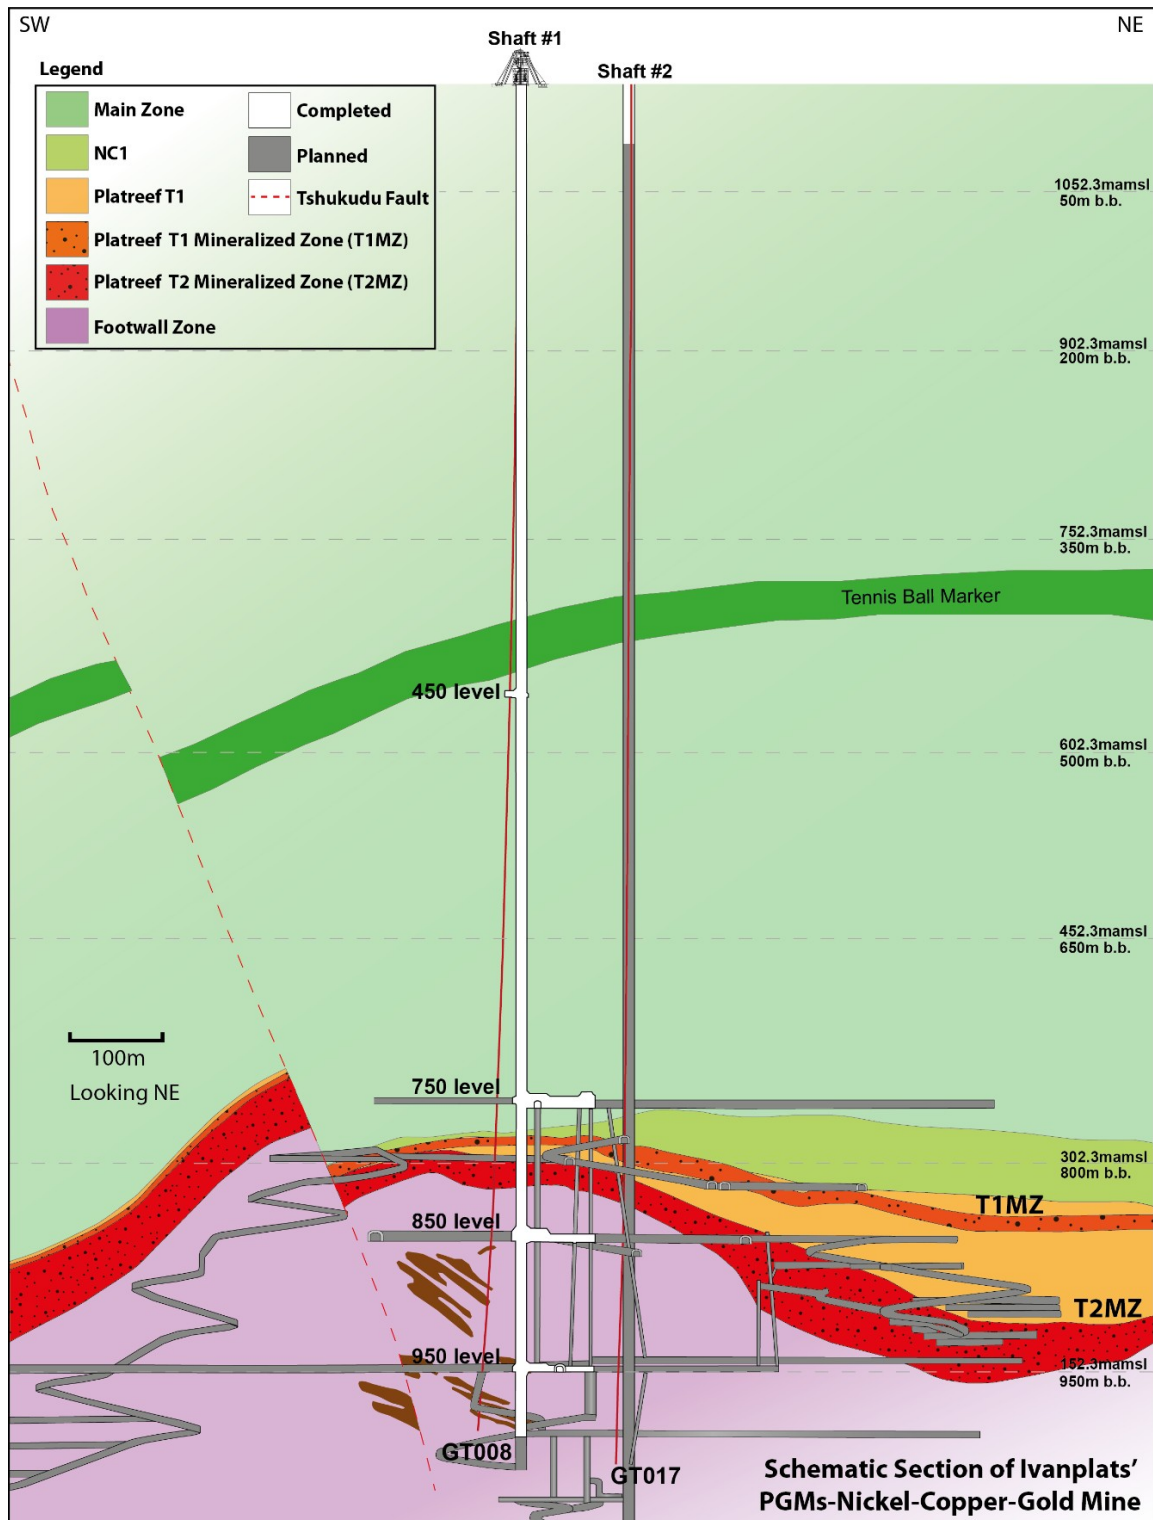 SW
NE
Shaft #1
Shaft #2
Legend
Main Zone
Completed
NC1
Planned
Platreef T1
Tshukudu Fault
Platreef T1 Mineralized Zone (T1MZ)
Platreef T2 Mineralized Zone (T2MZ)
Footwall Zone
1052.3mamsl
50m b.b.
902.3mamsl
200m b.b.
752.3mamsl
350m b.b.
Tennis Ball Marker
450 level
602.3mamsl
500m b.b.
452.3mamsl
650m b.b.
100m
Looking NE
750 level
302.3mamsl
800m b.b.
T1MZ
850 level
T2MZ
950 level
152.3mamsl
950m b.b.
GT008
GT017
Schematic Section of Ivanplats’
PGMs-Nickel-Copper-Gold Mine